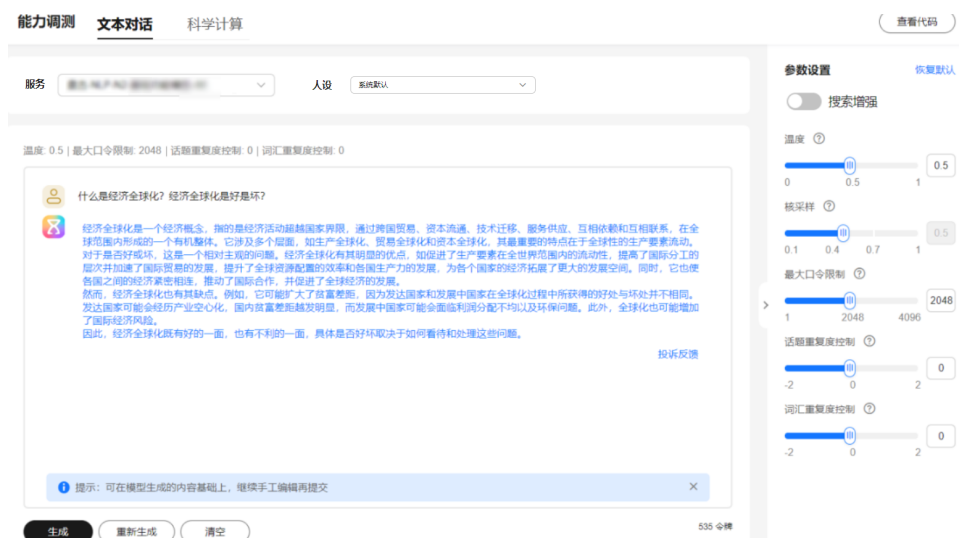 能力调测 文本对话 科学计算 查看代码
服务 人设 系统默认
参数设置 恢复默认
搜索增强
温度: 0.5 | 最大口令限制: 2048 | 话题重复度控制: 0 | 词汇重复度控制: 0
什么是经济全球化？经济全球化是好是坏？
经济全球化是一个经济概念，指的是经济活动超越国家界限，通过跨国贸易、资本流通、技术迁移、服务供应、互相依赖和互相联系，在全
球范围内形成的一个有机整体。它涉及多个层面，如生产全球化、贸易全球化和资本全球化，其最重要的特点在于全球性的生产要素流动。
对于是否好或坏，这是一个相对主观的问题。经济全球化有其明显的优点，如促进了生产要素在全世界范围内的流动性，提高了国际分工的
层次并加速了国际贸易的发展，提升了全球资源配置的效率和各国生产力的发展，为各个国家的经济拓展了更大的发展空间。同时，它也使
各国之间的经济紧密相连，推动了国际合作，并促进了全球经济的发展。
然而，经济全球化也有其缺点。例如，它可能扩大了贫富差距，因为发达国家和发展中国家在全球化过程中所获得的好处与坏处并不相同。
发达国家可能会经历产业空心化，国内贫富差距越发明显，而发展中国家可能会面临利润分配不均以及环保问题。此外，全球化也可能增加
了国际经济风险。
因此，经济全球化既有好的一面，也有不利的一面，具体是否好坏取决于如何看待和处理这些问题。
投诉反馈
提示：可在模型生成的内容基础上，继续手工编辑再提交
生成 重新生成 清空 535 令牌
温度
0.5
0 0.5 1
核采样
0.5
0.1 0.4 0.7 1
最大口令限制
2048
1 2048 4096
话题重复度控制
0
-2 0 2
词汇重复度控制
0
-2 0 2